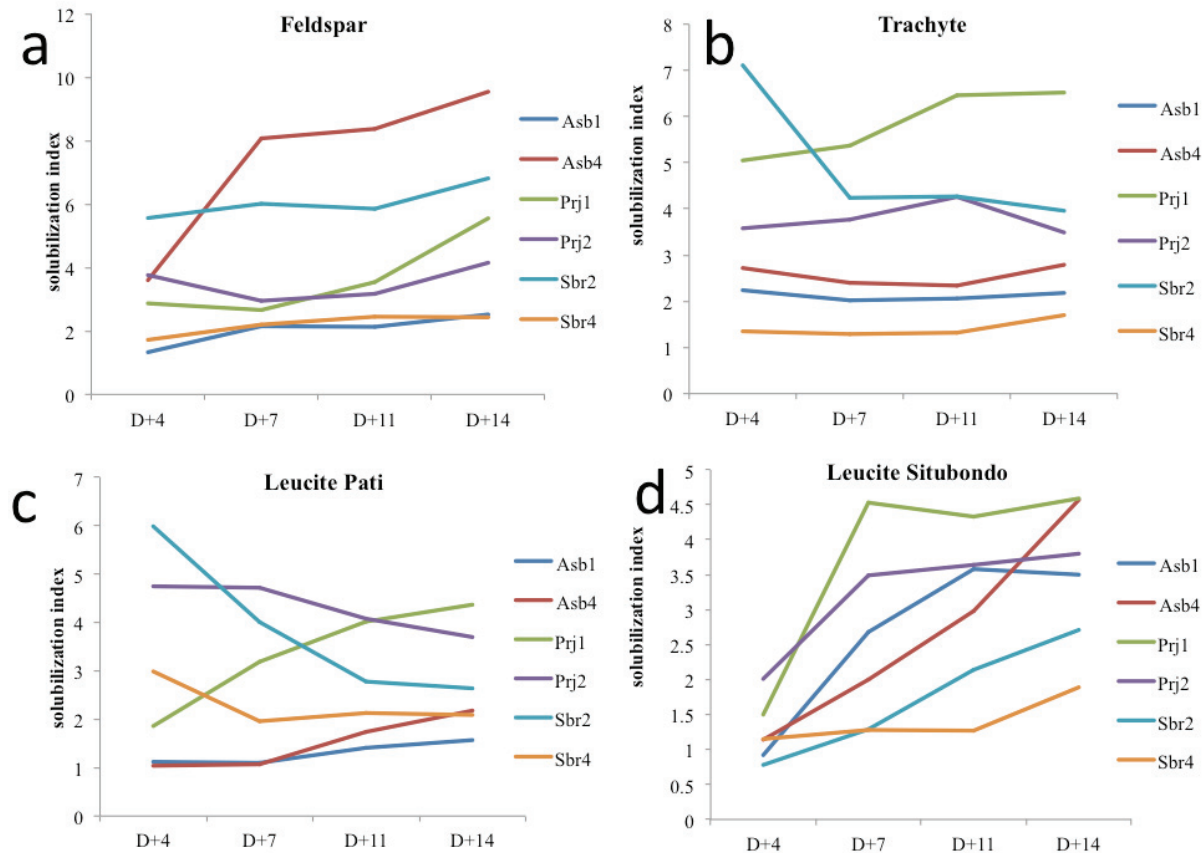 a
Feldspar
solubilization index
12
10
8
6
4
2
0
D+4 D+7 D+11 D+14
Asb1
Asb4
Prj1
Prj2
Sbr2
Sbr4
b
Trachyte
solubilization index
8
7
6
5
4
3
2
1
0
D+4 D+7 D+11 D+14
Asb1
Asb4
Prj1
Prj2
Sbr2
Sbr4
c
Leucite Pati
solubilization index
7
6
5
4
3
2
1
0
D+4 D+7 D+11 D+14
Asb1
Asb4
Prj1
Prj2
Sbr2
Sbr4
d
Leucite Situbondo
solubilization index
5
4.5
4
3.5
3
2.5
2
1.5
1
0.5
0
D+4 D+7 D+11 D+14
Asb1
Asb4
Prj1
Prj2
Sbr2
Sbr4